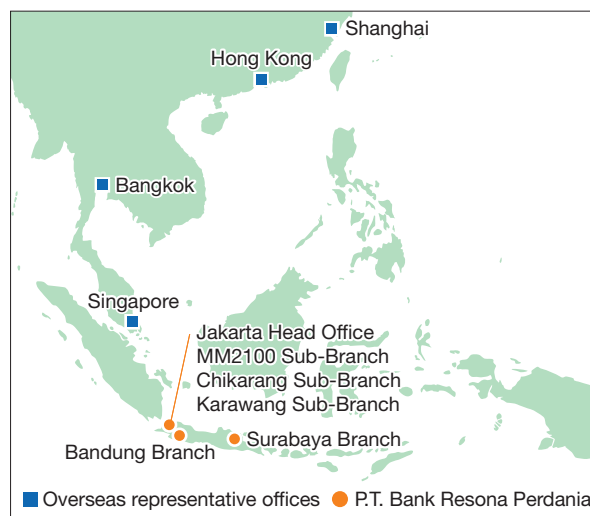 Shanghai
Hong Kong
Bangkok
Singapore
Jakarta Head Office
MM2100 Sub-Branch
Chikarang Sub-Branch
Karawang Sub-Branch
Surabaya Branch
Bandung Branch
Overseas representative offices P.T. Bank Resona Perdania